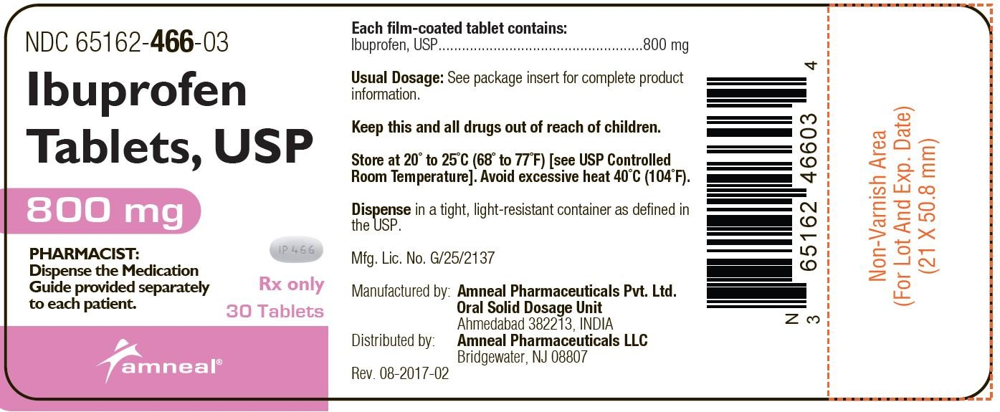 NDC 65162-466-03
Ibuprofen
Tablets, USP
800 mg
PHARMACIST:
Dispense the Medication
Guide provided separately
to each patient.
IP 466
Rx only
30 Tablets
amneal®
Each film-coated tablet contains:
Ibuprofen, USP....................................................800 mg
Usual Dosage: See package insert for complete product
information.
Keep this and all drugs out of reach of children.
Store at 20˚ to 25˚C (68˚ to 77˚F) [see USP Controlled
Room Temperature]. Avoid excessive heat 40˚C (104˚F).
Dispense in a tight, light-resistant container as defined in
the USP.
Mfg. Lic. No. G/25/2137
Manufactured by: Amneal Pharmaceuticals Pvt. Ltd.
Oral Solid Dosage Unit
Ahmedabad 382213, INDIA
Distributed by: Amneal Pharmaceuticals LLC
Bridgewater, NJ 08807
Rev. 08-2017-02
N
3 65162 46603 4
Non-Varnish Area
(For Lot And Exp. Date)
(21 X 50.8 mm)